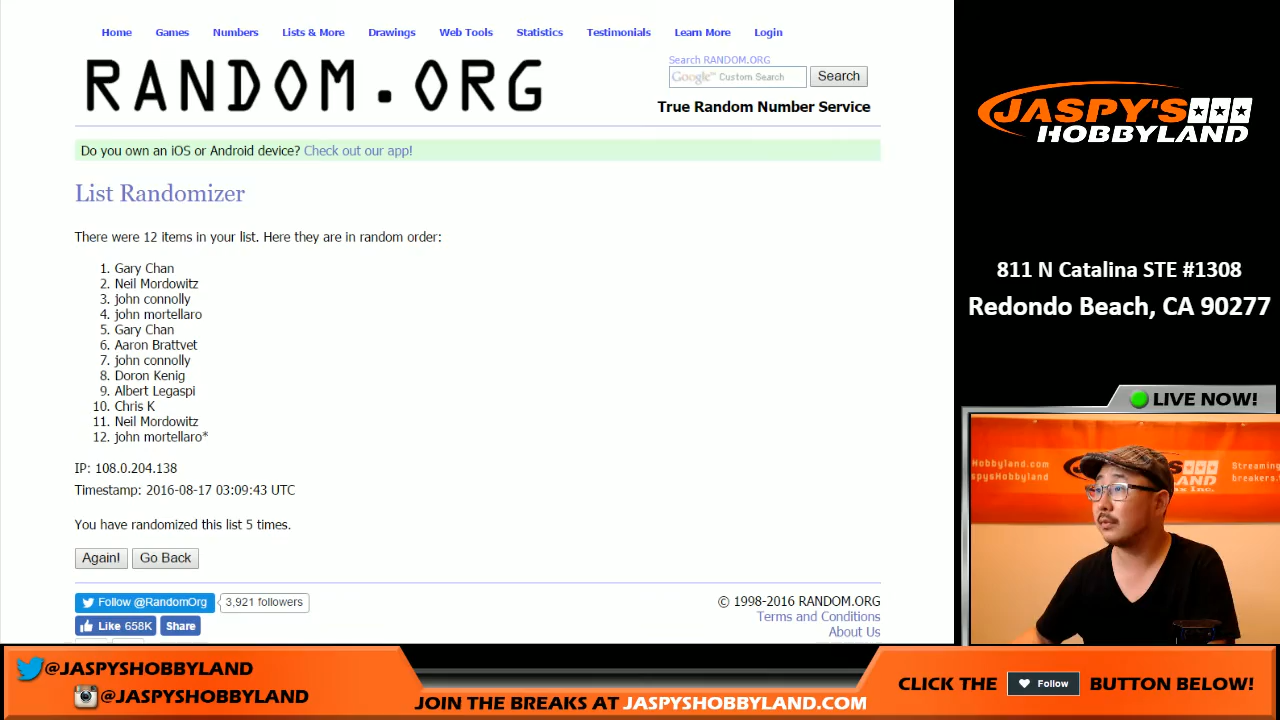 Home Games Numbers Lists & More Drawings Web Tools Statistics Testimonials Learn More Login
RANDOM.ORG
Search RANDOM.ORG
Google™ Custom Search Search
True Random Number Service
Do you own an iOS or Android device? Check out our app!
List Randomizer
There were 12 items in your list. Here they are in random order:
1. Gary Chan
2. Neil Mordowitz
3. john connolly
4. john mortellaro
5. Gary Chan
6. Aaron Brattvet
7. john connolly
8. Doron Kenig
9. Albert Legaspi
10. Chris K
11. Neil Mordowitz
12. john mortellaro*
IP: 108.0.204.138
Timestamp: 2016-08-17 03:09:43 UTC
You have randomized this list 5 times.
Again! Go Back
Follow @RandomOrg 3,921 followers
Like 658K Share
© 1998-2016 RANDOM.ORG
Terms and Conditions
About Us
JASPY'S
HOBBYLAND
811 N Catalina STE #1308
Redondo Beach, CA 90277
LIVE NOW!
Hobbyland.com
spysHobbyland
LAND
Streaming
breakers.
@JASPYSHOBBYLAND
@JASPYSHOBBYLAND
JOIN THE BREAKS AT JASPYSHOBBYLAND.COM
CLICK THE Follow BUTTON BELOW!